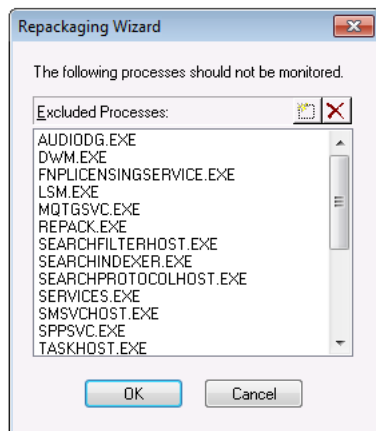 Repackaging Wizard
The following processes should not be monitored.
Excluded Processes:
AUDIODG.EXE
DWM.EXE
FNPLICENSINGSERVICE.EXE
LSM.EXE
MQTGSVC.EXE
REPACK.EXE
SEARCHFILTERHOST.EXE
SEARCHINDEXER.EXE
SEARCHPROTOCOLHOST.EXE
SERVICES.EXE
SMSVCHOST.EXE
SPPSVC.EXE
TASKHOST.EXE
OK Cancel